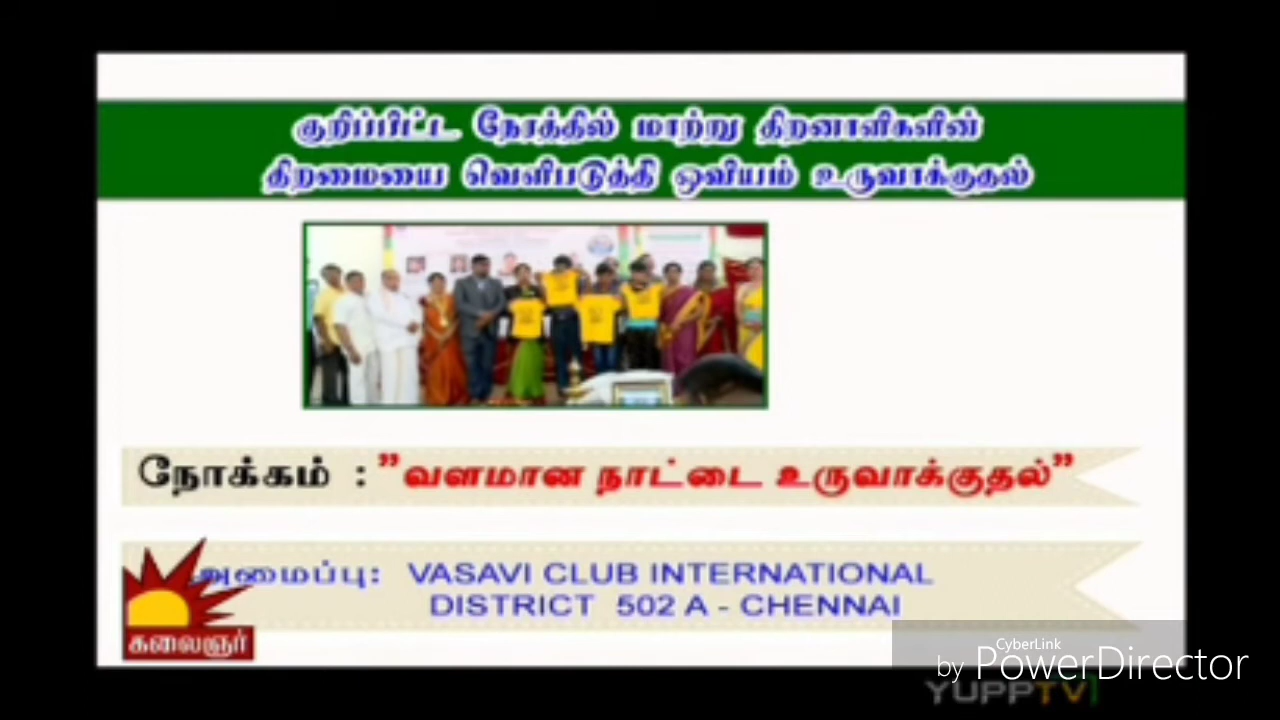 குறிப்பிட்ட நேரத்தில் மாற்று திறனாளிகளின்
திறமையை வெளிபடுத்தி ஓவியம் உருவாக்குதல்
நோக்கம் : ”வளமான நாட்டை உருவாக்குதல்”
அமைப்பு: VASAVI CLUB INTERNATIONAL
DISTRICT 502 A - CHENNAI
கலைஞர்
CyberLink
by PowerDirector
YUPPTV